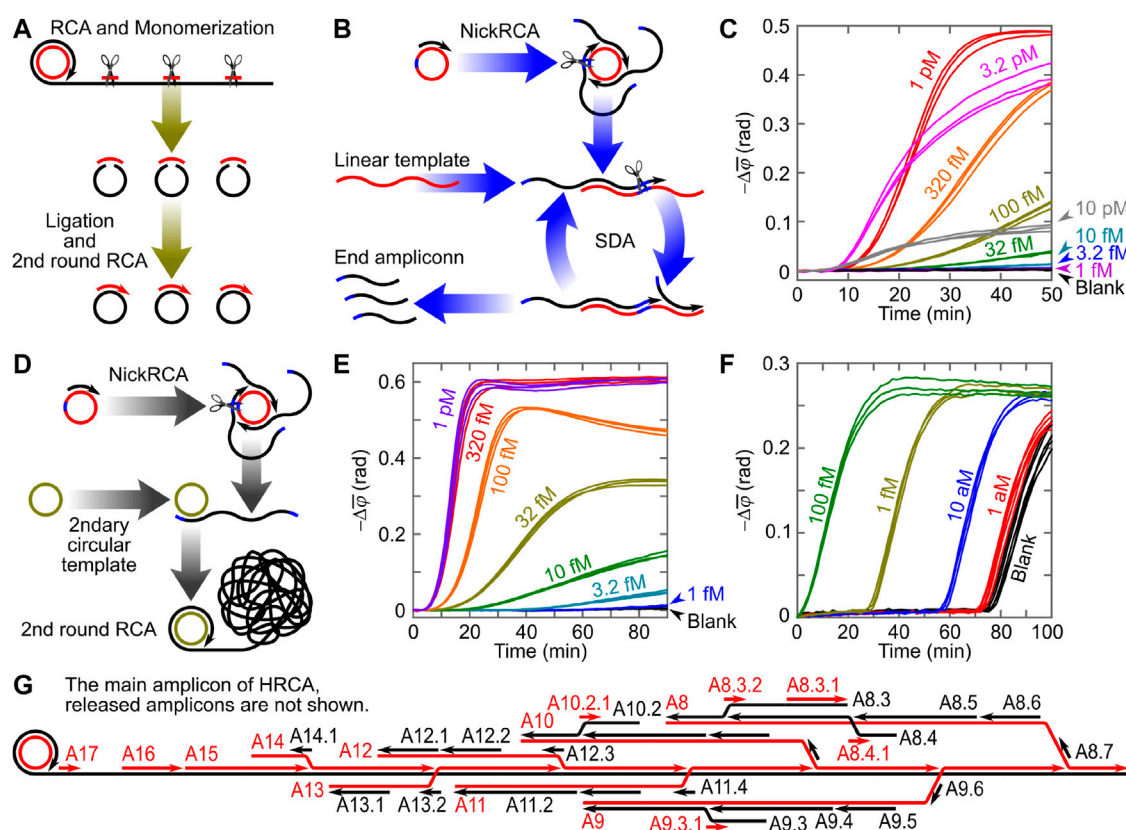 A
RCA and Monomerization
Ligation
and
2nd round RCA
B
NickRCA
Linear template
SDA
End ampliconn
C
−Δφ̅ (rad)
0.5
0.4
0.3
0.2
0.1
0
1 pM
3.2 pM
320 fM
100 fM
32 fM
10 pM
10 fM
3.2 fM
1 fM
Blank
0 10 20 30 40 50
Time (min)
D
NickRCA
2ndary
circular
template
2nd round RCA
E
−Δφ̅ (rad)
0.6
0.3
0
1 pM
320 fM
100 fM
32 fM
10 fM
3.2 fM
1 fM
Blank
0 20 40 60 80
Time (min)
F
−Δφ̅ (rad)
0.3
0.2
0.1
0
100 fM
1 fM
10 aM
1 aM
Blank
0 20 40 60 80 100
Time (min)
G
The main amplicon of HRCA,
released amplicons are not shown.
A17 A16 A15 A14 A14.1 A12 A12.1 A12.2 A12.3 A10 A10.2.1 A10.2 A8 A8.3.2 A8.3.1 A8.3 A8.4 A8.4.1 A8.5 A8.6 A8.7
A13 A13.1 A13.2 A11 A11.2 A11.4 A9 A9.3.1 A9.3 A9.4 A9.5 A9.6